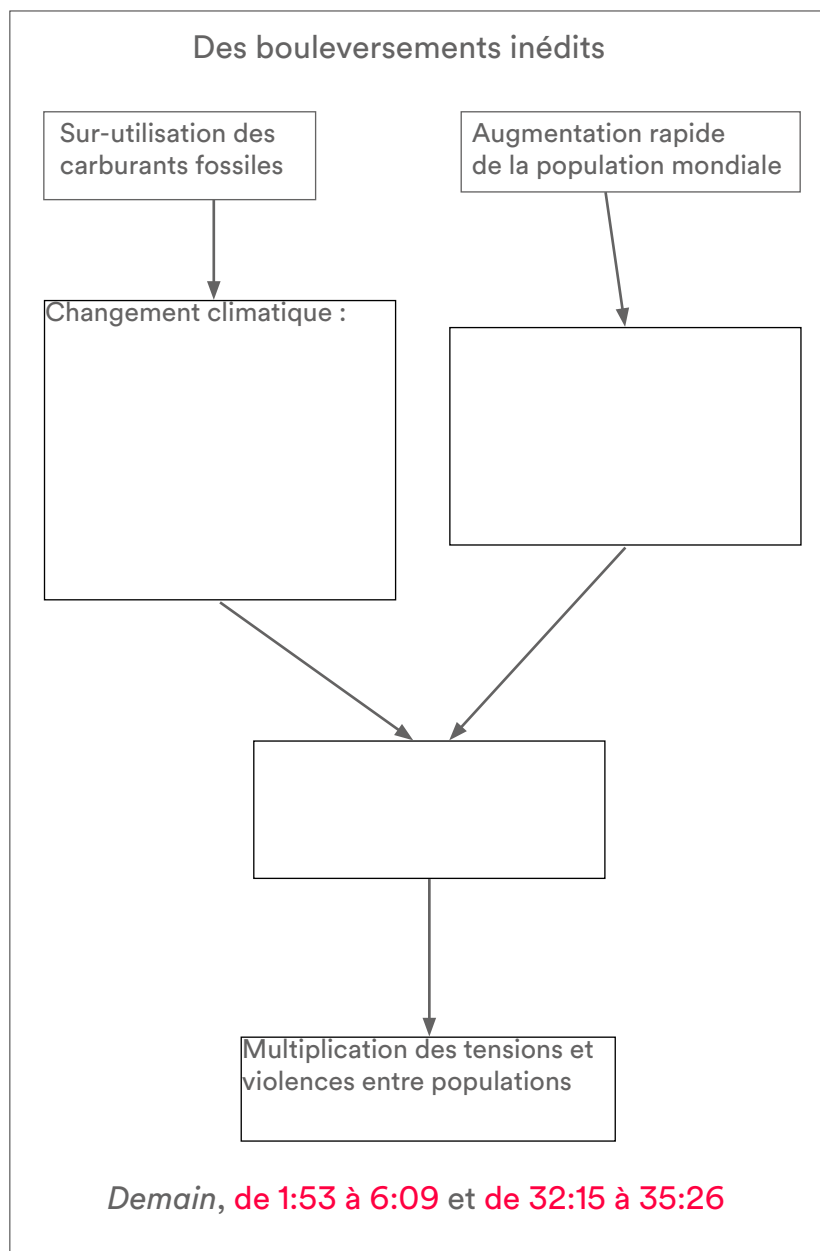 Des bouleversements inédits
Sur-utilisation des
carburants fossiles
Augmentation rapide
de la population mondiale
Changement climatique :
Multiplication des tensions et
violences entre populations
Demain, de 1:53 à 6:09 et de 32:15 à 35:26